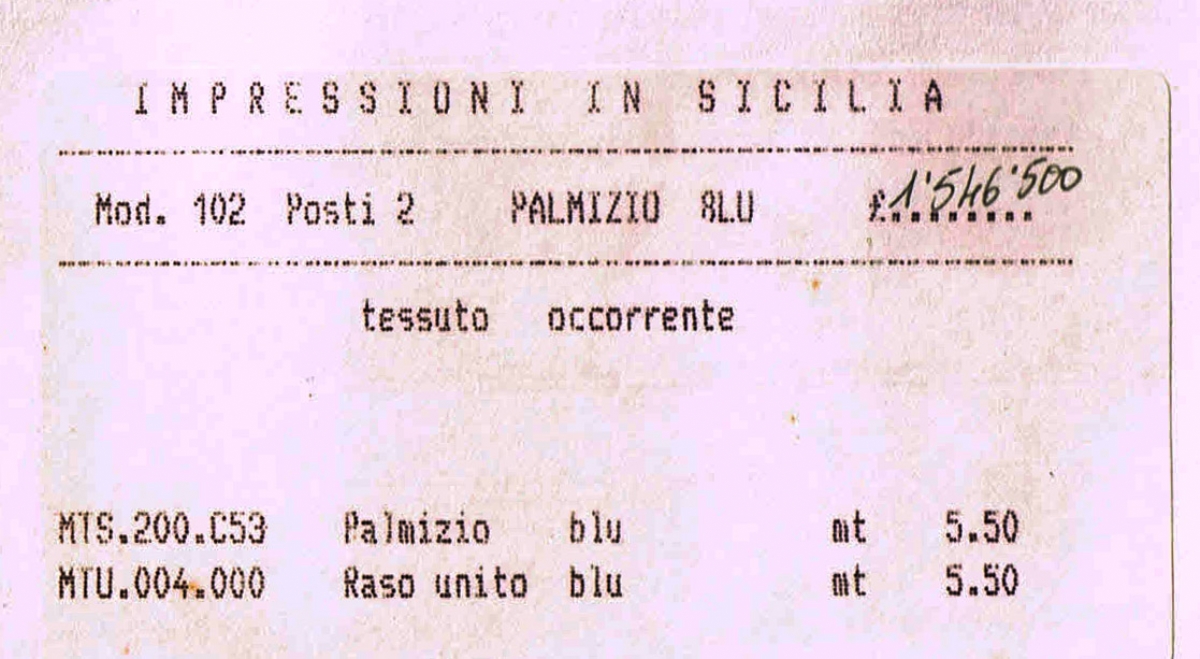 IMPRESSIONI IN SICILIA
Mod. 102 Posti 2 PALMIZIO BLU £.1'546'500
tessuto occorrente
MTS.200.C53 Palmizio blu mt 5.50
MTU.004.000 Raso unito blu mt 5.50